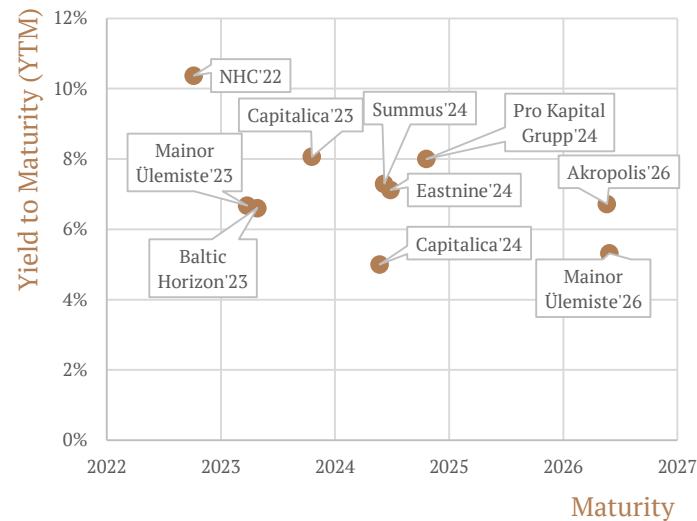 Yield to Maturity (YTM)
12%
10%
8%
6%
4%
2%
0%
NHC'22
Capitalica'23
Summus'24
Pro Kapital
Grupp'24
Mainor
Ülemiste'23
Akropolis'26
Eastnine'24
Baltic
Horizon'23
Capitalica'24
Mainor
Ülemiste'26
2022
2023
2024
2025
2026
2027
Maturity